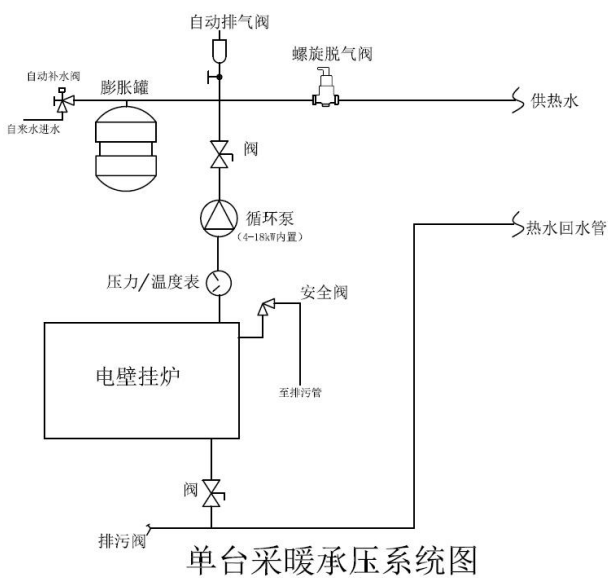 自动排气阀
螺旋脱气阀
自动补水阀
膨胀罐
供热水
自来水进水
阀
循环泵
(4-18kW内置)
热水回水管
压力/温度表
安全阀
电壁挂炉
至排污管
阀
排污阀
单台采暖承压系统图